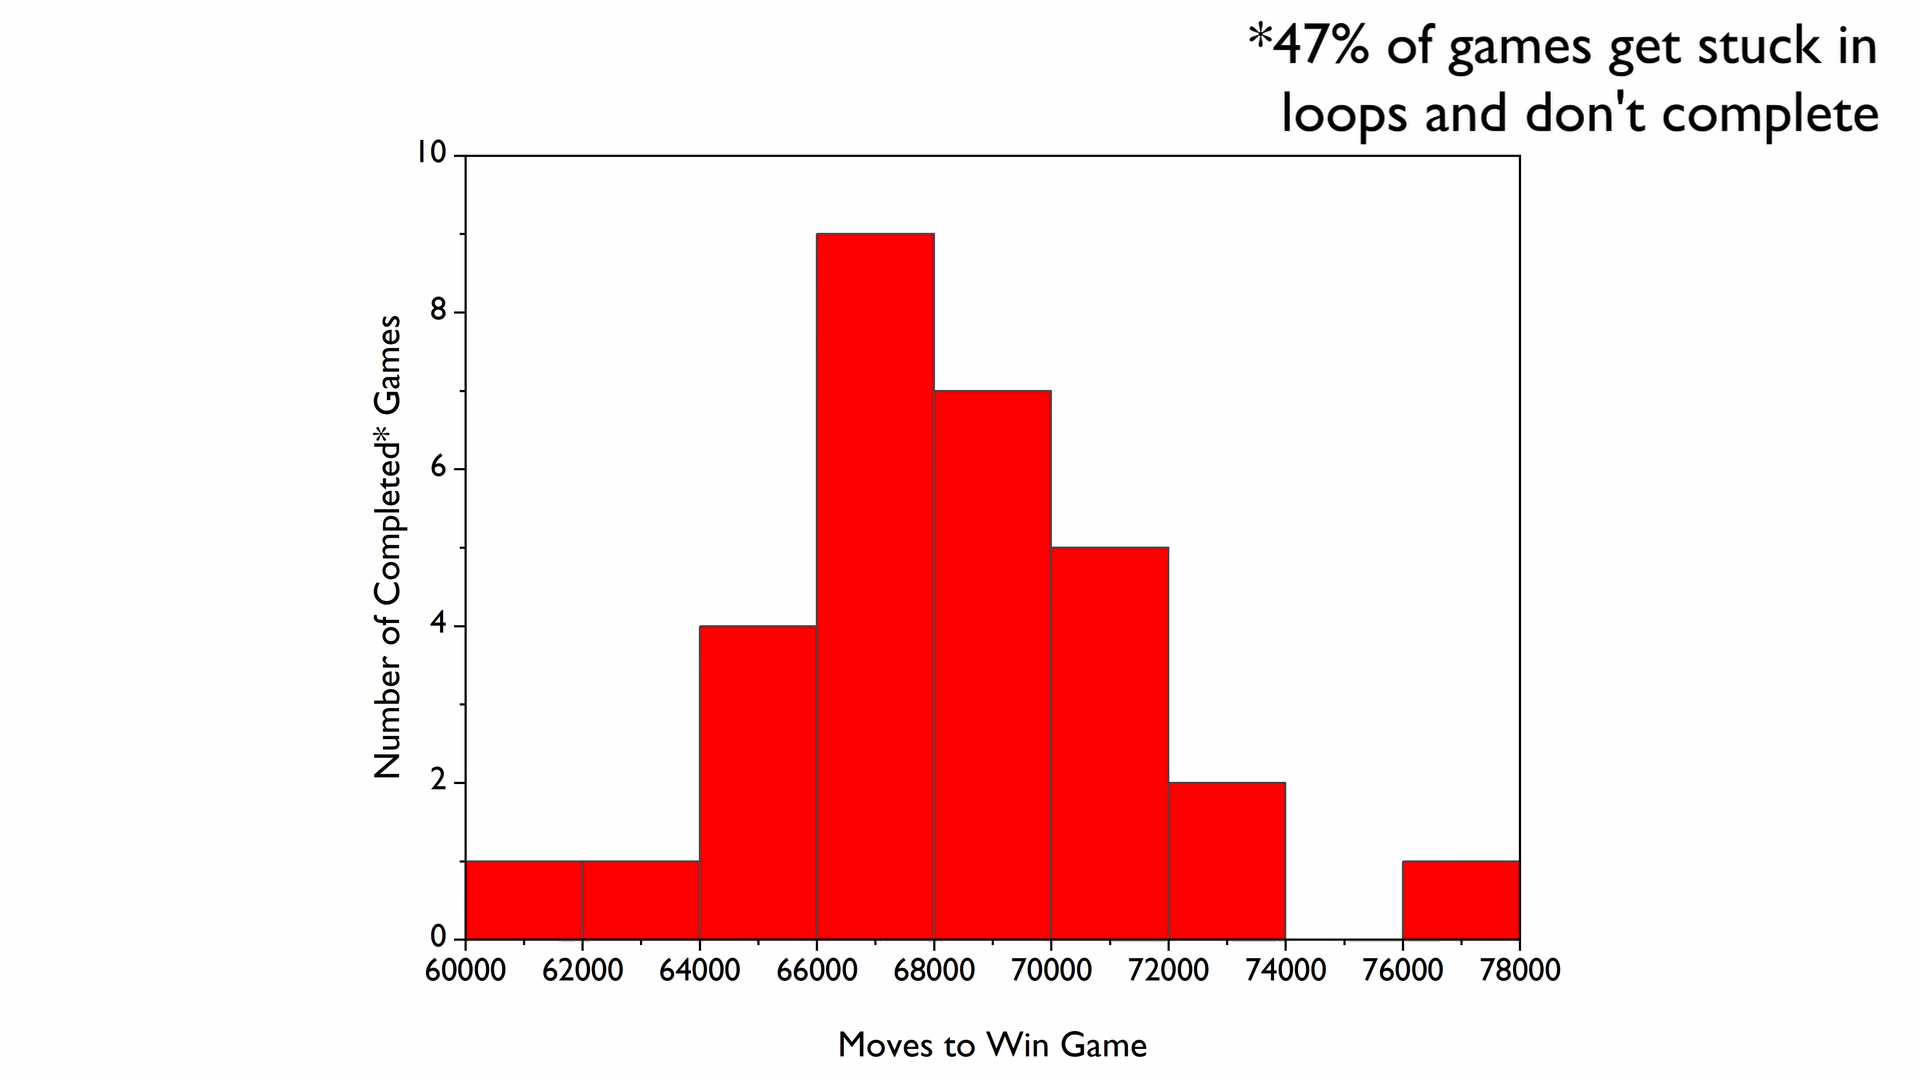 *47% of games get stuck in
loops and don't complete
10
8
6
4
2
0
Number of Completed* Games
60000 62000 64000 66000 68000 70000 72000 74000 76000 78000
Moves to Win Game